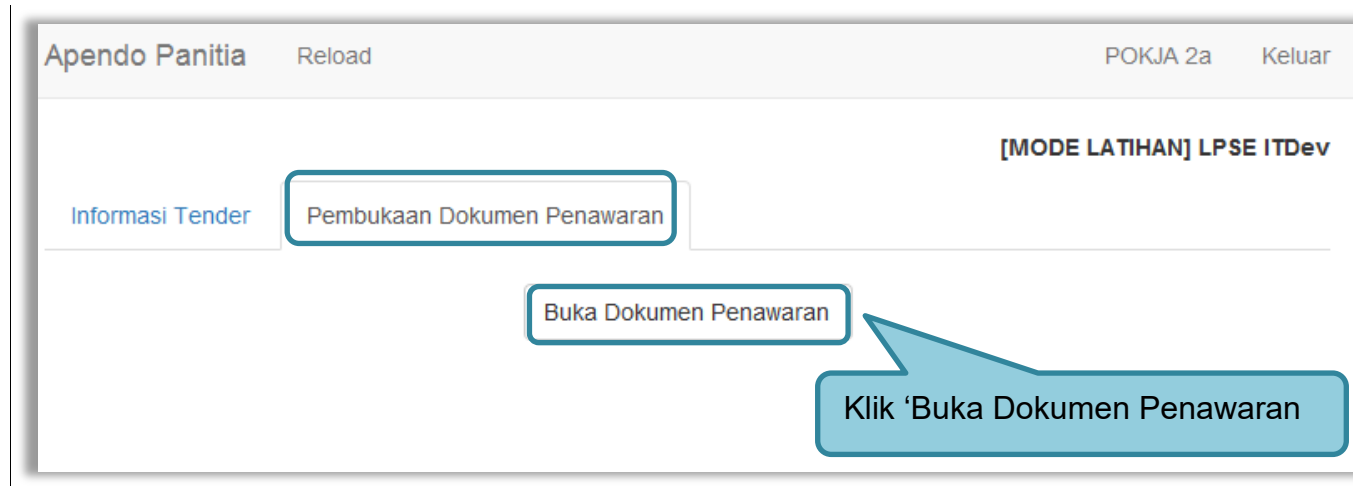 Apendo Panitia Reload POKJA 2a Keluar
[MODE LATIHAN] LPSE ITDev
Informasi Tender Pembukaan Dokumen Penawaran
Buka Dokumen Penawaran
Klik ‘Buka Dokumen Penawaran